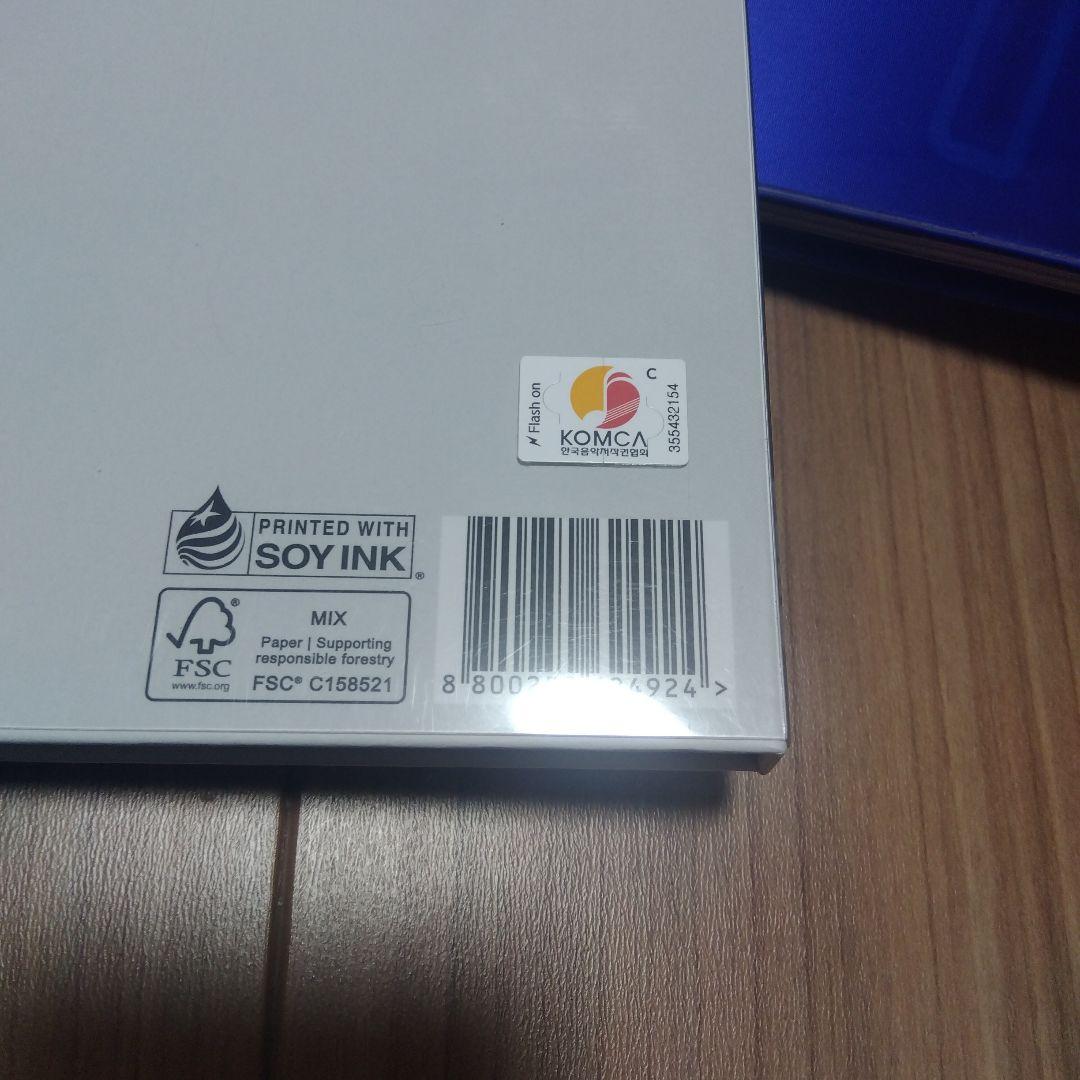 Flash on
C
KOMCA
한국음악저작권협회
355432154
PRINTED WITH
SOY INK®
MIX
Paper | Supporting
responsible forestry
FSC® C158521
FSC
www.fsc.org